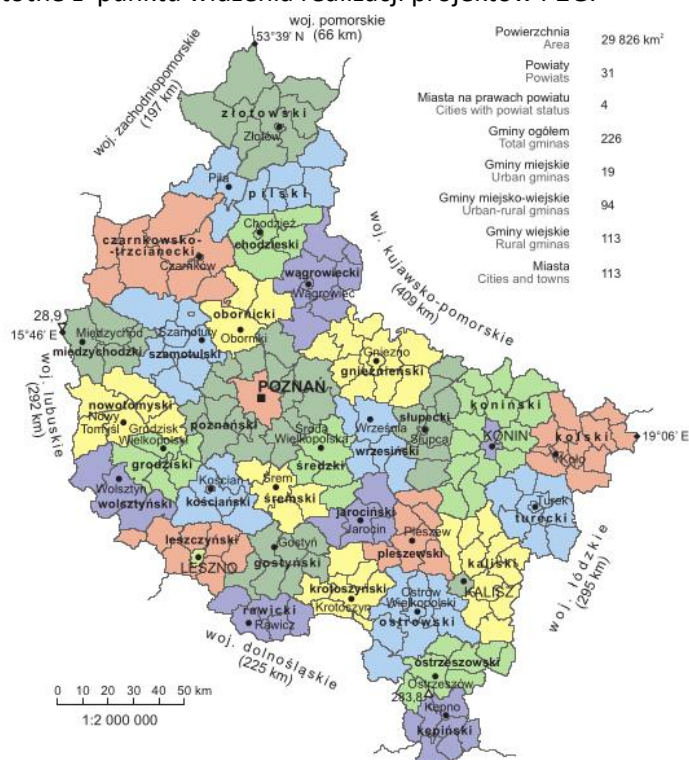 woj. pomorskie
(66 km)
53°39' N
woj. zachodniopomorskie
(197 km)
Powierzchnia
Area
29 826 km²
Powiaty
Powiats
31
Miasta na prawach powiatu
Cities with powiat status
4
Gminy ogółem
Total gminas
226
Gminy miejskie
Urban gminas
19
Gminy miejsko-wiejskie
Urban-rural gminas
94
Gminy wiejskie
Rural gminas
113
Miasta
Cities and towns
113
złotowski
Złotów
Piła
pilski
Chodzież
chodzieski
czarnkowsko-
-trzcianecki
Czarnków
wągrowiecki
Wągrowiec
woj. kujawsko-pomorskie
(409 km)
obornicki
Oborniki
28,9
15°46' E
Międzychód
międzychodzki
Szamotuły
szamotulski
Gniezno
gnieźnieński
woj. lubuskie
(292 km)
POZNAŃ
poznański
nowotomyski
Nowy
Tomyśl
Grodzisk
Wielkopolski
grodziski
Środa
Wielkopolska
średzki
Września
wrzesiński
słupecki
Słupca
koniński
KONIN
kolski
Koło
19°06' E
Wolsztyn
wolsztyński
Kościan
kościański
Śrem
śremski
jarociński
Jarocin
Pleszew
pleszewski
Turek
turecki
leszczyński
LESZNO
Gostyń
gostyński
kaliski
KALISZ
woj. łódzkie
(295 km)
krotoszyński
Krotoszyn
Ostrów
Wielkopolski
ostrowski
rawicki
Rawicz
woj. dolnośląskie
(225 km)
ostrzeszowski
Ostrzeszów
283,8
Kępno
kępiński
0 10 20 30 40 50 km
1:2 000 000